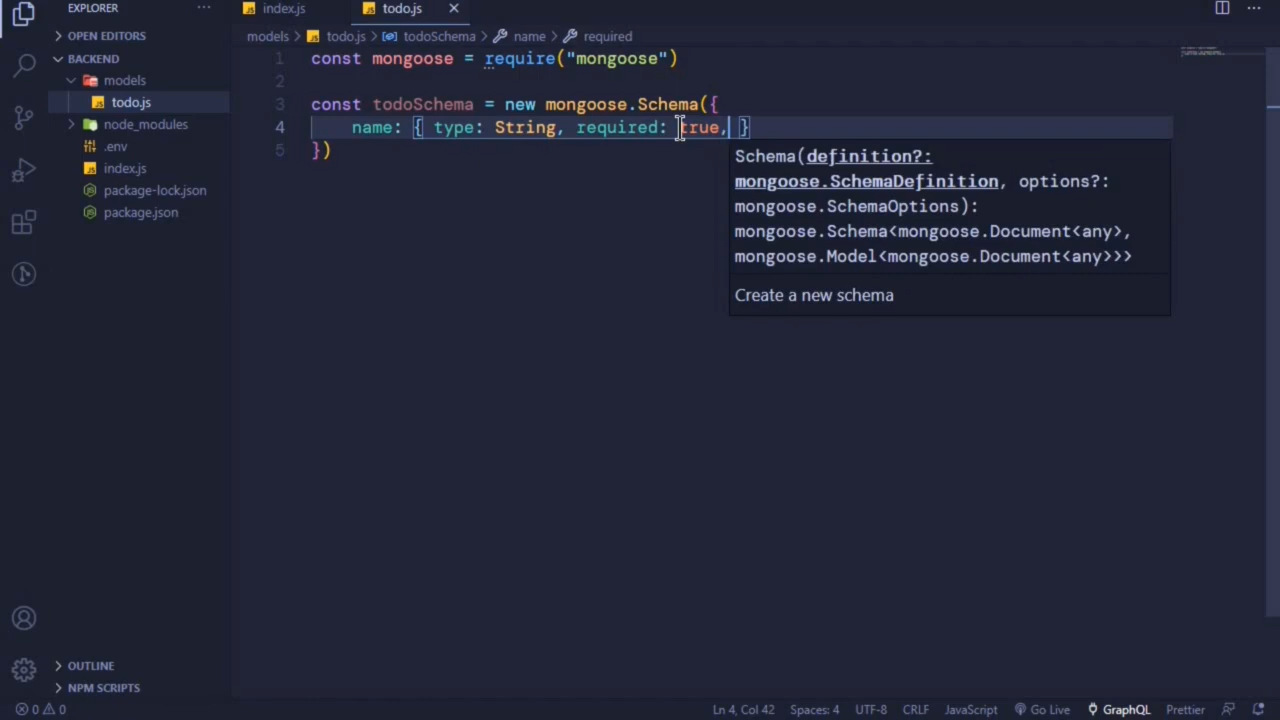 EXPLORER
index.js
todo.js
OPEN EDITORS
models > todo.js > todoSchema > name > required
BACKEND
models
todo.js
node_modules
.env
index.js
package-lock.json
package.json
1 const mongoose = require("mongoose")
2
3 const todoSchema = new mongoose.Schema({
4 name: { type: String, required: true, }
5 })
Schema(definition?:
mongoose.SchemaDefinition, options?:
mongoose.SchemaOptions):
mongoose.Schema<mongoose.Document<any>,
mongoose.Model<mongoose.Document<any>>>
Create a new schema
OUTLINE
NPM SCRIPTS
0 0
Ln 4, Col 42 Spaces: 4 UTF-8 CRLF JavaScript Go Live GraphQL Prettier